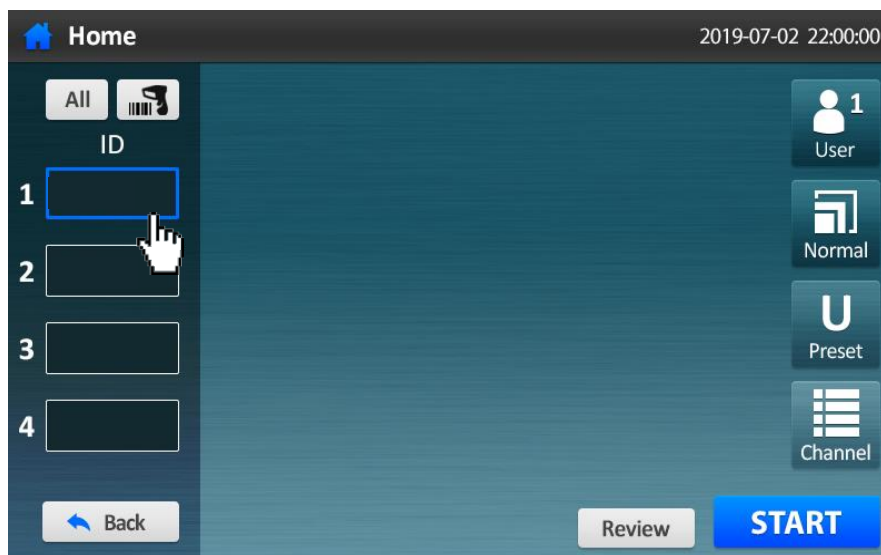 Home
2019-07-02 22:00:00
All
ID
1
2
3
4
Back
1
User
Normal
U
Preset
Channel
Review
START